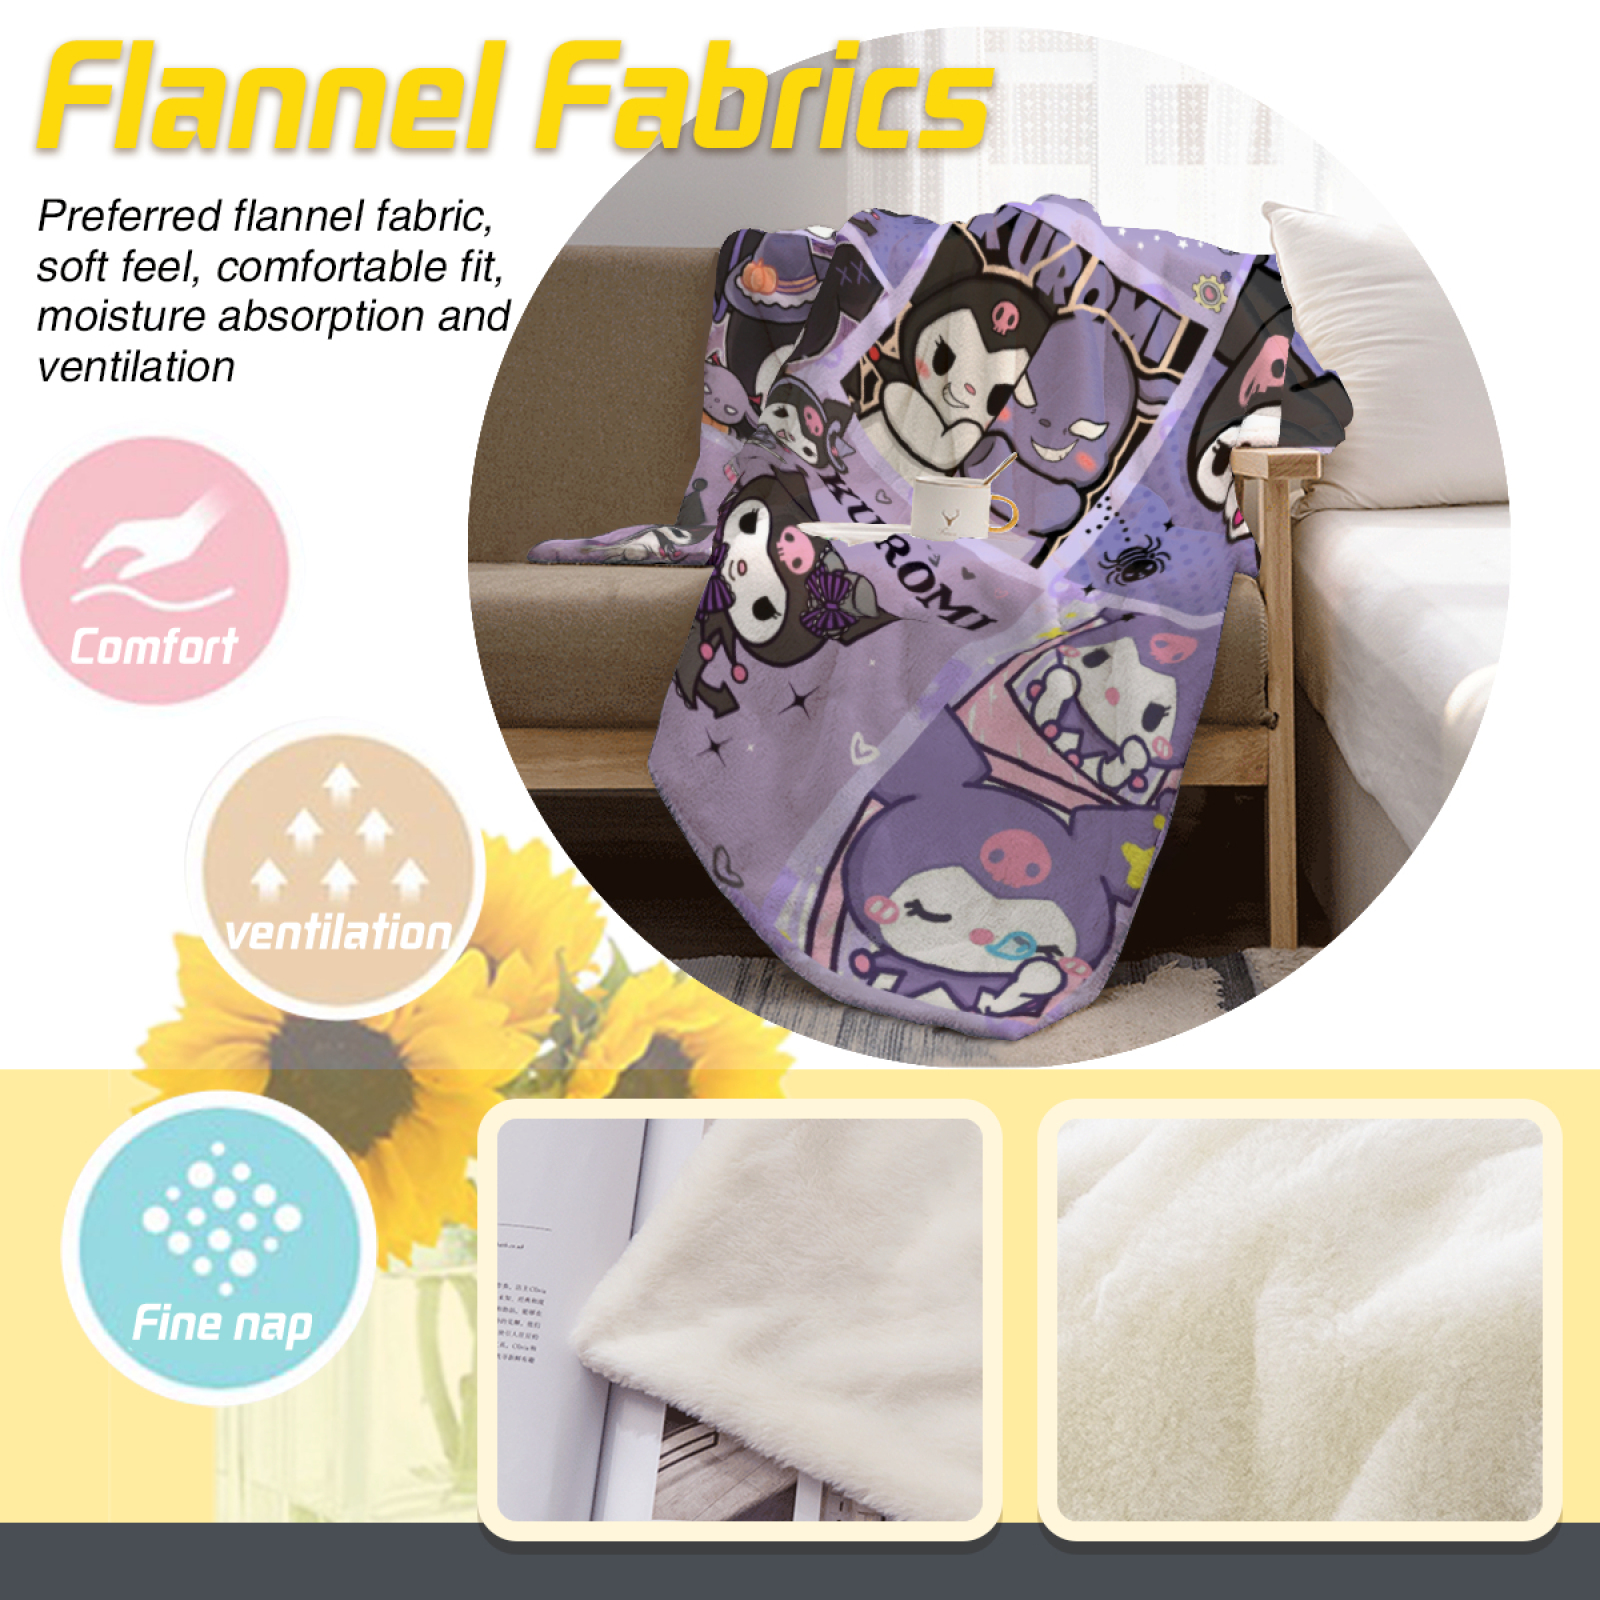 Flannel Fabrics
Preferred flannel fabric,
soft feel, comfortable fit,
moisture absorption and
ventilation
KUROMI
KUROMI
Comfort
ventilation
Fine nap